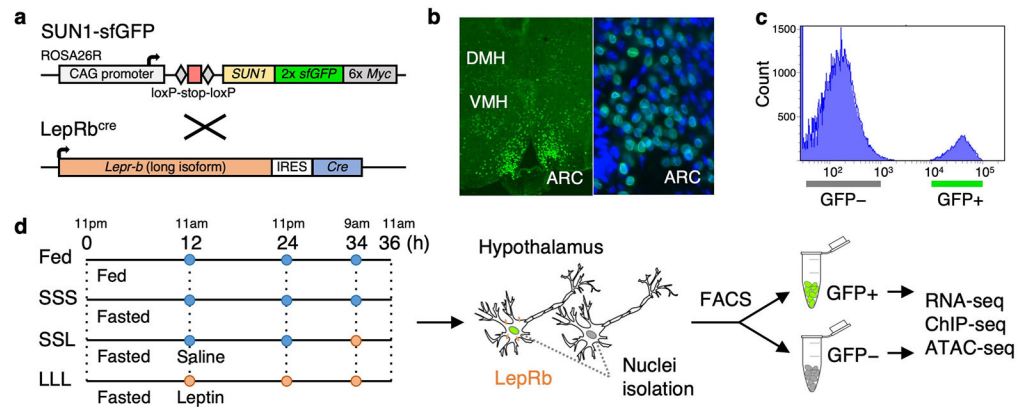 a
SUN1-sfGFP
ROSA26R
CAG promoter
SUN1
2x sfGFP
6x Myc
loxP-stop-loxP
LepRbcre
Lepr-b (long isoform)
IRES
Cre
b
DMH
VMH
ARC
ARC
c
Count
1500
1000
500
10²
10³
10⁴
10⁵
GFP−
GFP+
d
11pm 11am 11pm 9am 11am
0 12 24 34 36 (h)
Fed
Fed
SSS
Fasted
SSL
Fasted Saline
LLL
Fasted Leptin
Hypothalamus
LepRb
Nuclei
isolation
FACS
GFP+
GFP−
RNA-seq
ChIP-seq
ATAC-seq